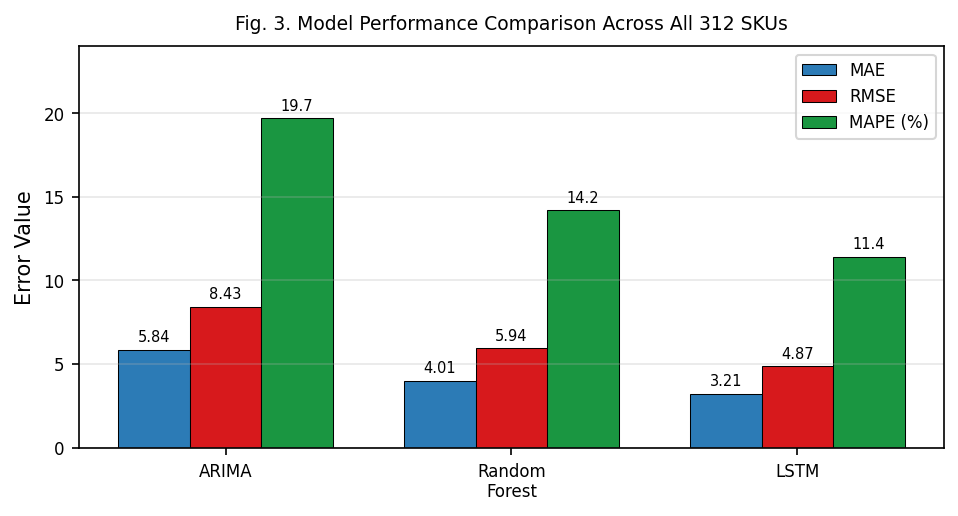 Fig. 3. Model Performance Comparison Across All 312 SKUs
Error Value
20
15
10
5
0
MAE
RMSE
MAPE (%)
5.84
8.43
19.7
4.01
5.94
14.2
3.21
4.87
11.4
ARIMA
Random
Forest
LSTM